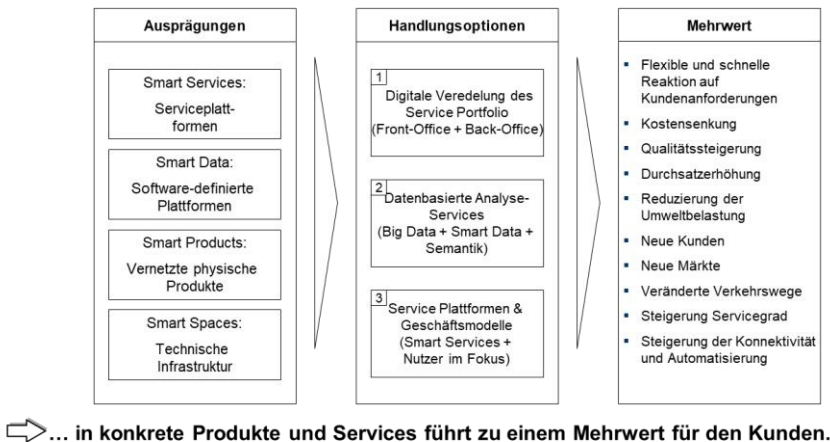 Ausprägungen
Smart Services:
Serviceplatt-
formen
Smart Data:
Software-definierte
Plattformen
Smart Products:
Vernetzte physische
Produkte
Smart Spaces:
Technische
Infrastruktur
Handlungsoptionen
1
Digitale Veredelung des
Service Portfolio
(Front-Office + Back-Office)
2
Datenbasierte Analyse-
Services
(Big Data + Smart Data +
Semantik)
3
Service Plattformen &
Geschäftsmodelle
(Smart Services +
Nutzer im Fokus)
Mehrwert
▪ Flexible und schnelle
Reaktion auf
Kundenanforderungen
▪ Kostensenkung
▪ Qualitätssteigerung
▪ Durchsatzerhöhung
▪ Reduzierung der
Umweltbelastung
▪ Neue Kunden
▪ Neue Märkte
▪ Veränderte Verkehrswege
▪ Steigerung Servicegrad
▪ Steigerung der Konnektivität
und Automatisierung
... in konkrete Produkte und Services führt zu einem Mehrwert für den Kunden.